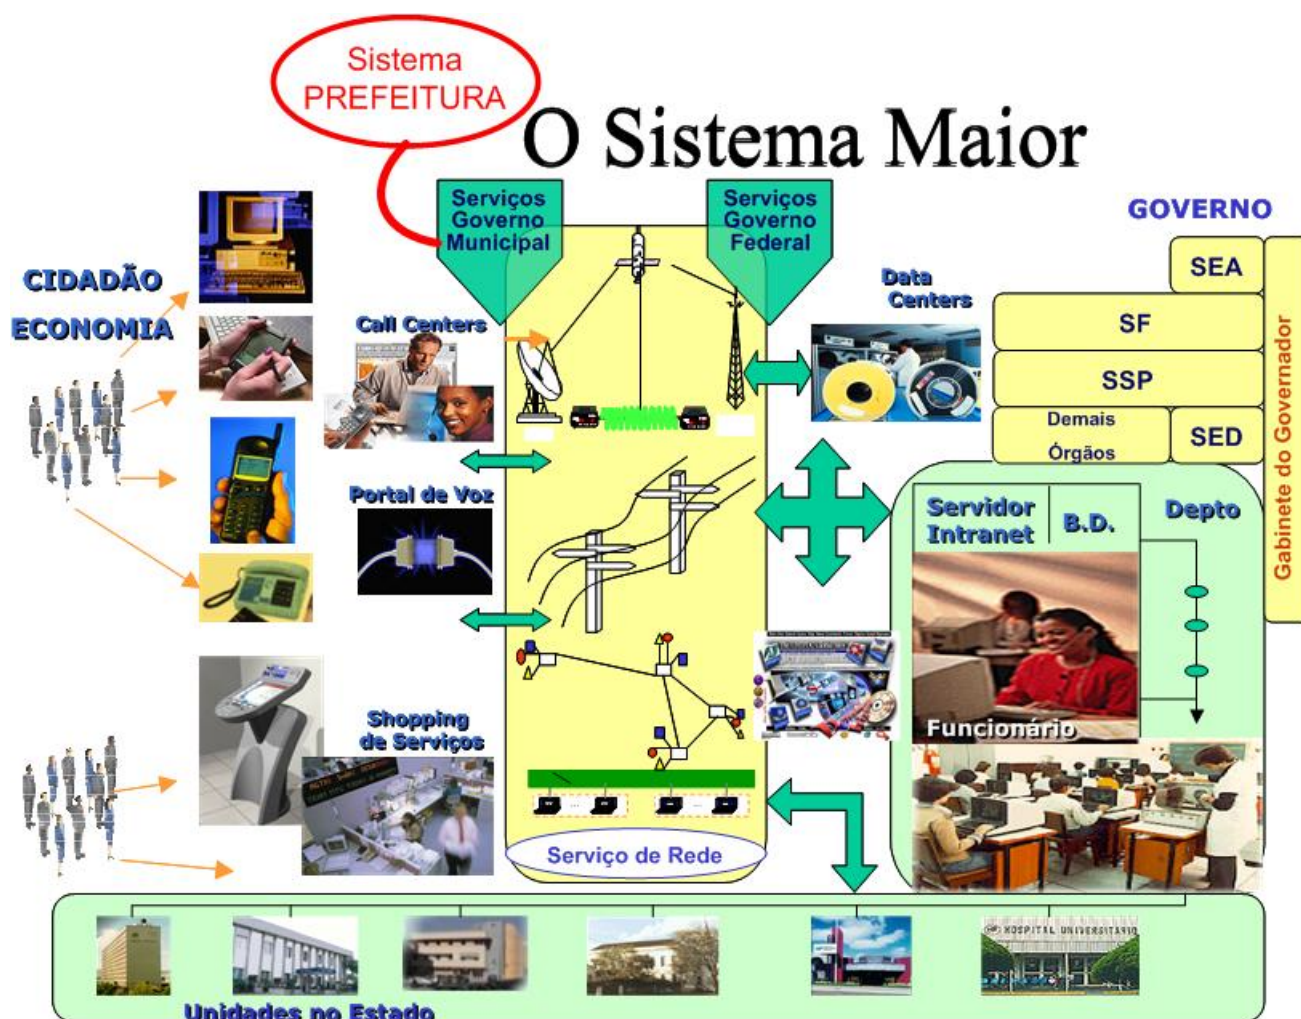 Sistema
PREFEITURA
O Sistema Maior
Serviços
Governo
Municipal
Serviços
Governo
Federal
GOVERNO
SEA
SF
SSP
Demais
Órgãos
SED
Gabinete do Governador
CIDADÃO
ECONOMIA
Call Centers
Data
Centers
Portal de Voz
Servidor
Intranet
B.D.
Depto
Funcionário
Shopping
de Serviços
Serviço de Rede
HOSPITAL UNIVERSITÁRIO
Unidades no Estado